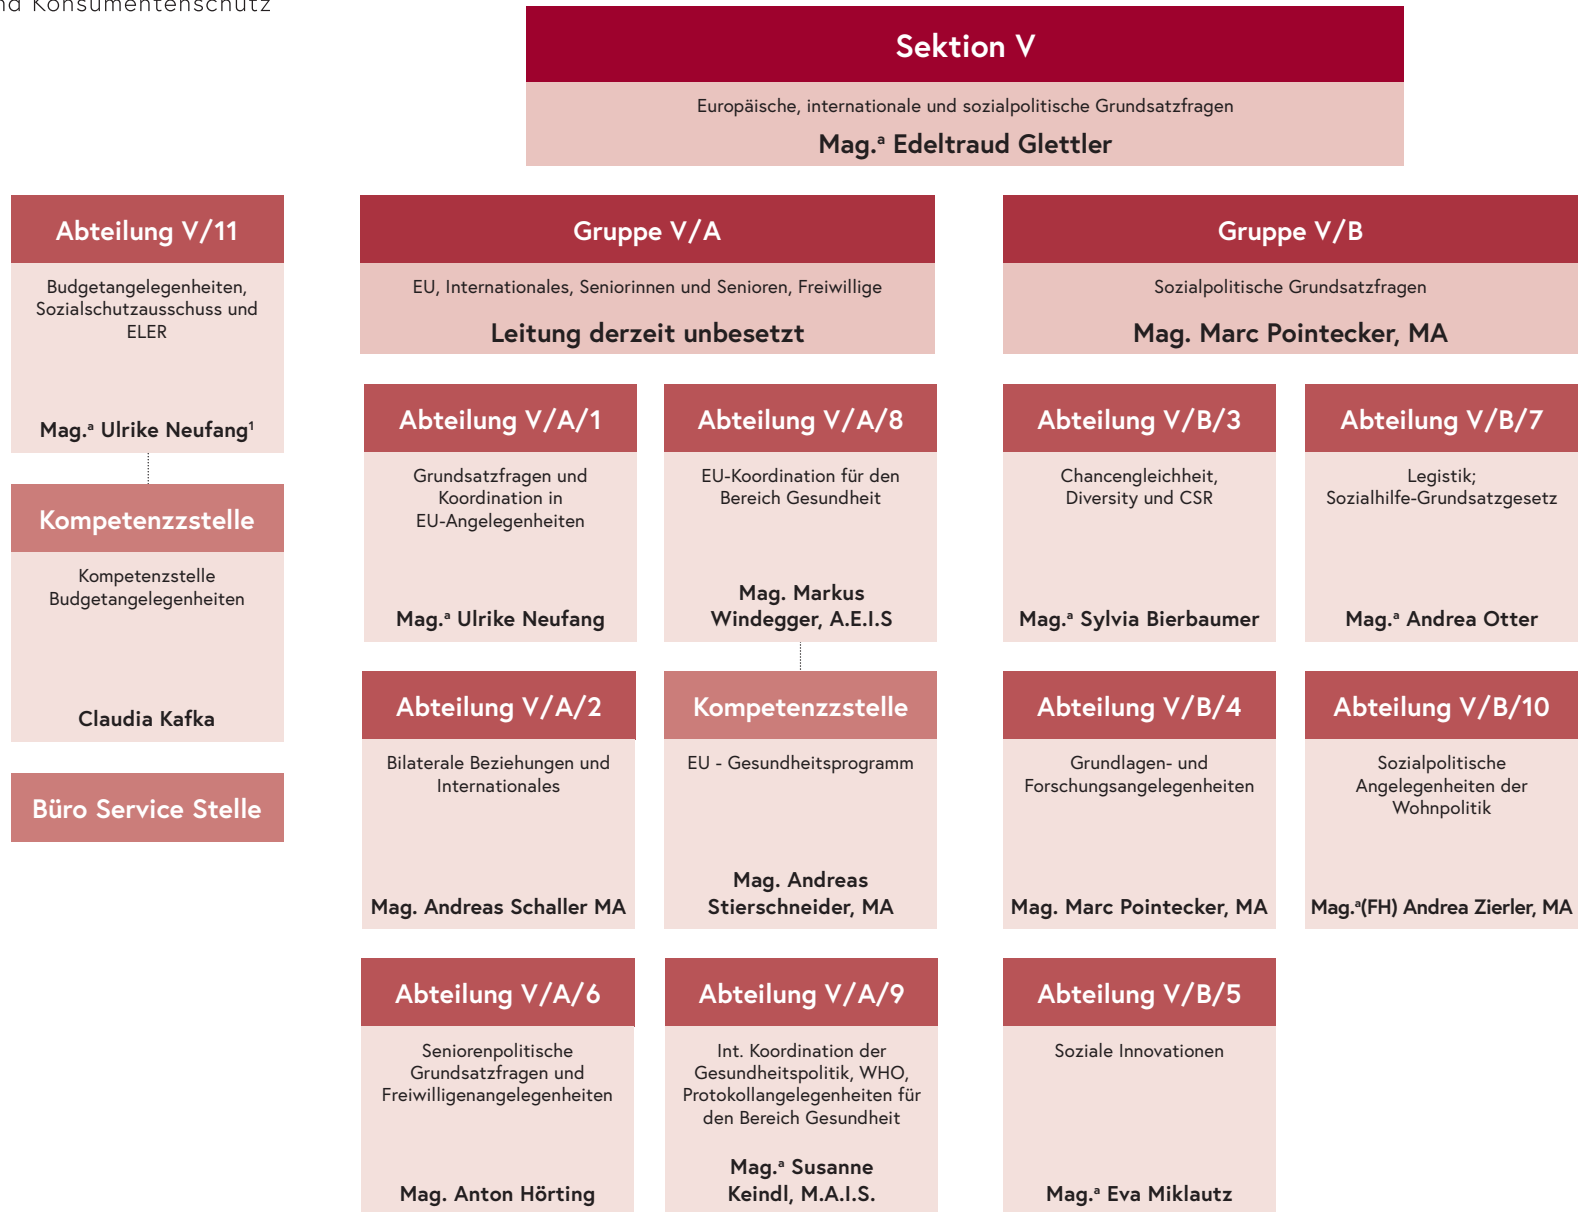 nd Konsumentenschutz
Sektion V
Europäische, internationale und sozialpolitische Grundsatzfragen
Mag.ª Edeltraud Glettler
Abteilung V/11
Budgetangelegenheiten,
Sozialschutzausschuss und
ELER
Mag.ª Ulrike Neufang¹
Kompetenzzstelle
Kompetenzstelle
Budgetangelegenheiten
Claudia Kafka
Büro Service Stelle
Gruppe V/A
EU, Internationales, Seniorinnen und Senioren, Freiwillige
Leitung derzeit unbesetzt
Abteilung V/A/1
Grundsatzfragen und
Koordination in
EU-Angelegenheiten
Mag.ª Ulrike Neufang
Abteilung V/A/2
Bilaterale Beziehungen und
Internationales
Mag. Andreas Schaller MA
Abteilung V/A/6
Seniorenpolitische
Grundsatzfragen und
Freiwilligenangelegenheiten
Mag. Anton Hörting
Abteilung V/A/8
EU-Koordination für den
Bereich Gesundheit
Mag. Markus
Windegger, A.E.I.S
Kompetenzzstelle
EU - Gesundheitsprogramm
Mag. Andreas
Stierschneider, MA
Abteilung V/A/9
Int. Koordination der
Gesundheitspolitik, WHO,
Protokollangelegenheiten für
den Bereich Gesundheit
Mag.ª Susanne
Keindl, M.A.I.S.
Gruppe V/B
Sozialpolitische Grundsatzfragen
Mag. Marc Pointecker, MA
Abteilung V/B/3
Chancengleichheit,
Diversity und CSR
Mag.ª Sylvia Bierbaumer
Abteilung V/B/4
Grundlagen- und
Forschungsangelegenheiten
Mag. Marc Pointecker, MA
Abteilung V/B/5
Soziale Innovationen
Mag.ª Eva Miklautz
Abteilung V/B/7
Legistik;
Sozialhilfe-Grundsatzgesetz
Mag.ª Andrea Otter
Abteilung V/B/10
Sozialpolitische
Angelegenheiten der
Wohnpolitik
Mag.ª(FH) Andrea Zierler, MA